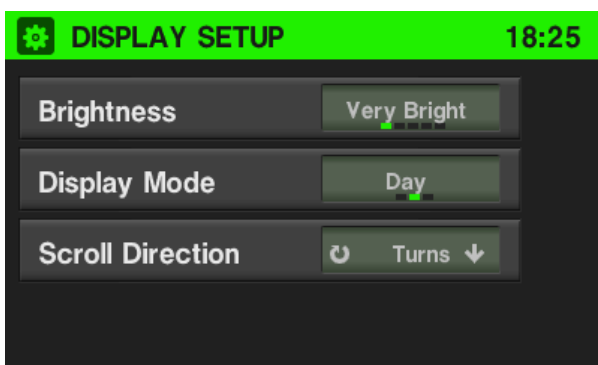 DISPLAY SETUP 18:25
Brightness Very Bright
Display Mode Day
Scroll Direction Turns